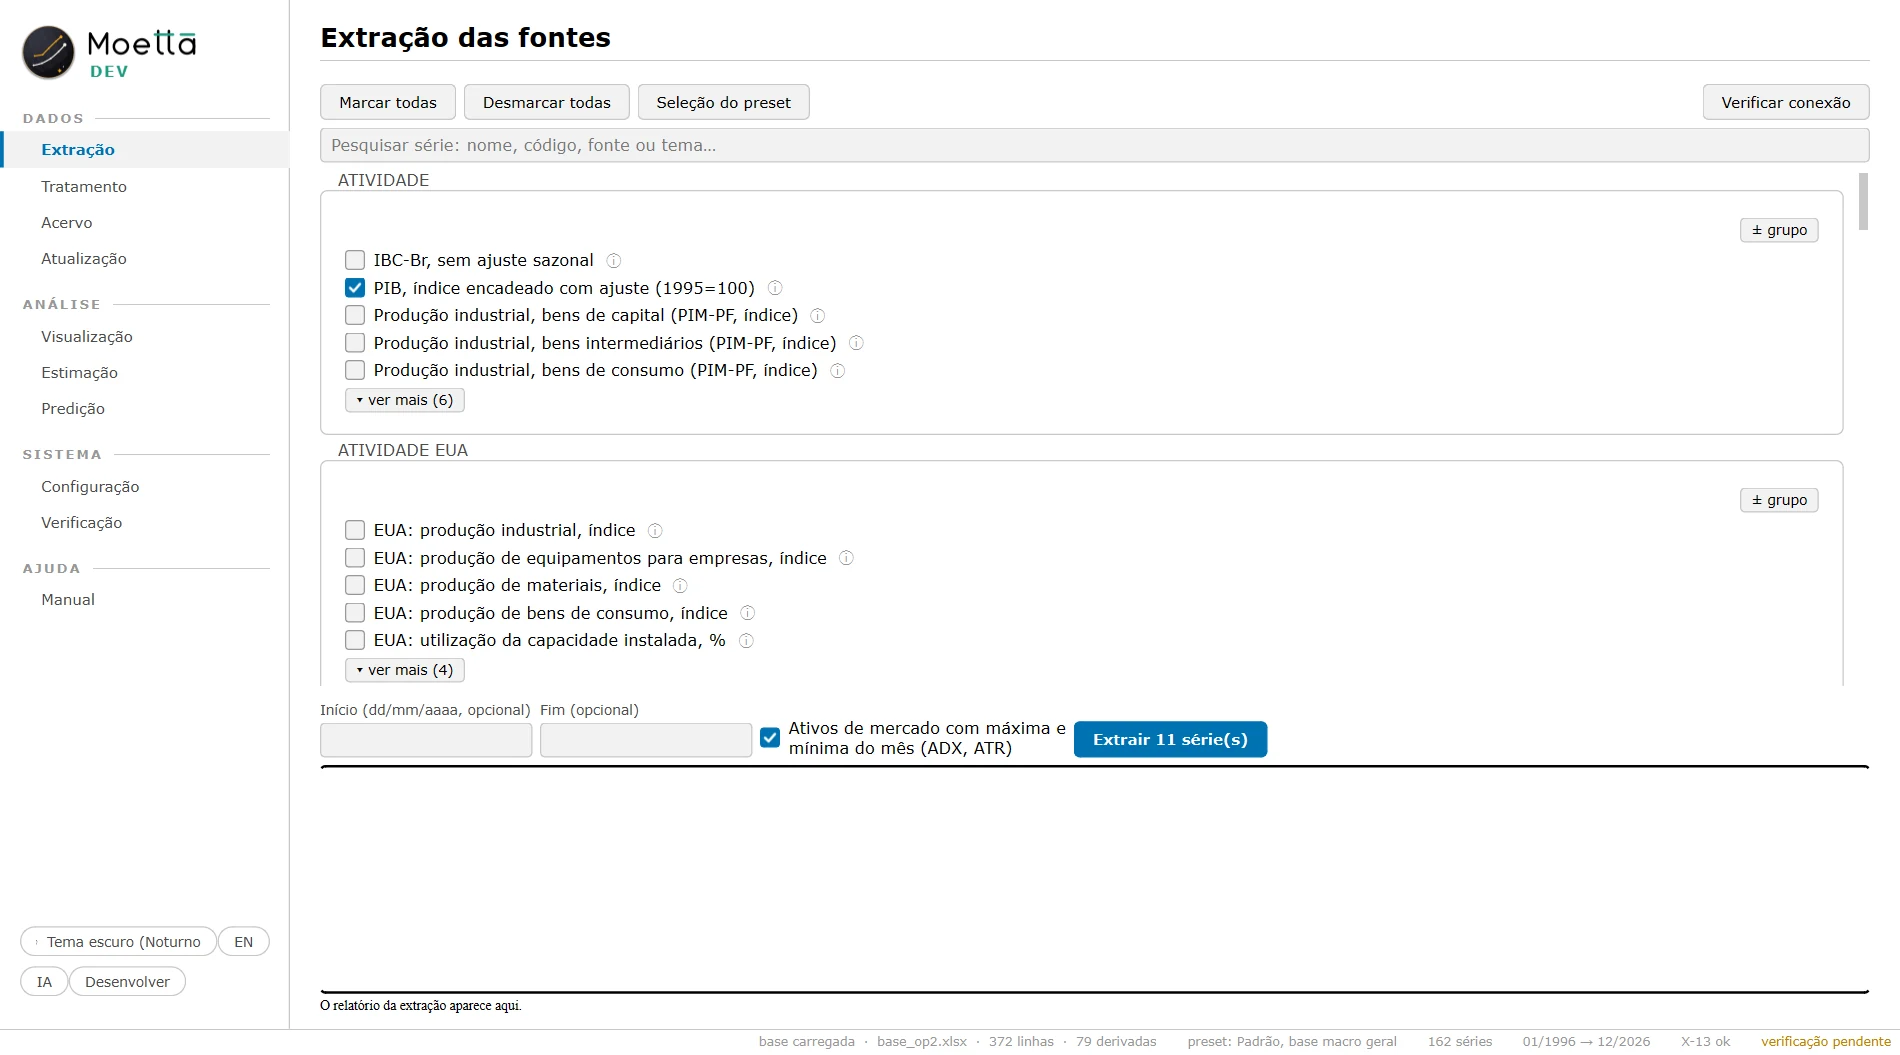 Moetta
DEV
DADOS
Extração
Tratamento
Acervo
Atualização
ANÁLISE
Visualização
Estimação
Predição
SISTEMA
Configuração
Verificação
AJUDA
Manual
Tema escuro (Noturno
EN
IA
Desenvolver
Extração das fontes
Marcar todas
Desmarcar todas
Seleção do preset
Verificar conexão
Pesquisar série: nome, código, fonte ou tema...
ATIVIDADE
± grupo
IBC-Br, sem ajuste sazonal ⓘ
PIB, índice encadeado com ajuste (1995=100) ⓘ
Produção industrial, bens de capital (PIM-PF, índice) ⓘ
Produção industrial, bens intermediários (PIM-PF, índice) ⓘ
Produção industrial, bens de consumo (PIM-PF, índice) ⓘ
▾ ver mais (6)
ATIVIDADE EUA
± grupo
EUA: produção industrial, índice ⓘ
EUA: produção de equipamentos para empresas, índice ⓘ
EUA: produção de materiais, índice ⓘ
EUA: produção de bens de consumo, índice ⓘ
EUA: utilização da capacidade instalada, % ⓘ
▾ ver mais (4)
Início (dd/mm/aaaa, opcional)
Fim (opcional)
Ativos de mercado com máxima e
mínima do mês (ADX, ATR)
Extrair 11 série(s)
O relatório da extração aparece aqui.
base carregada · base_op2.xlsx · 372 linhas · 79 derivadas
preset: Padrão, base macro geral
162 séries
01/1996 → 12/2026
X-13 ok
verificação pendente